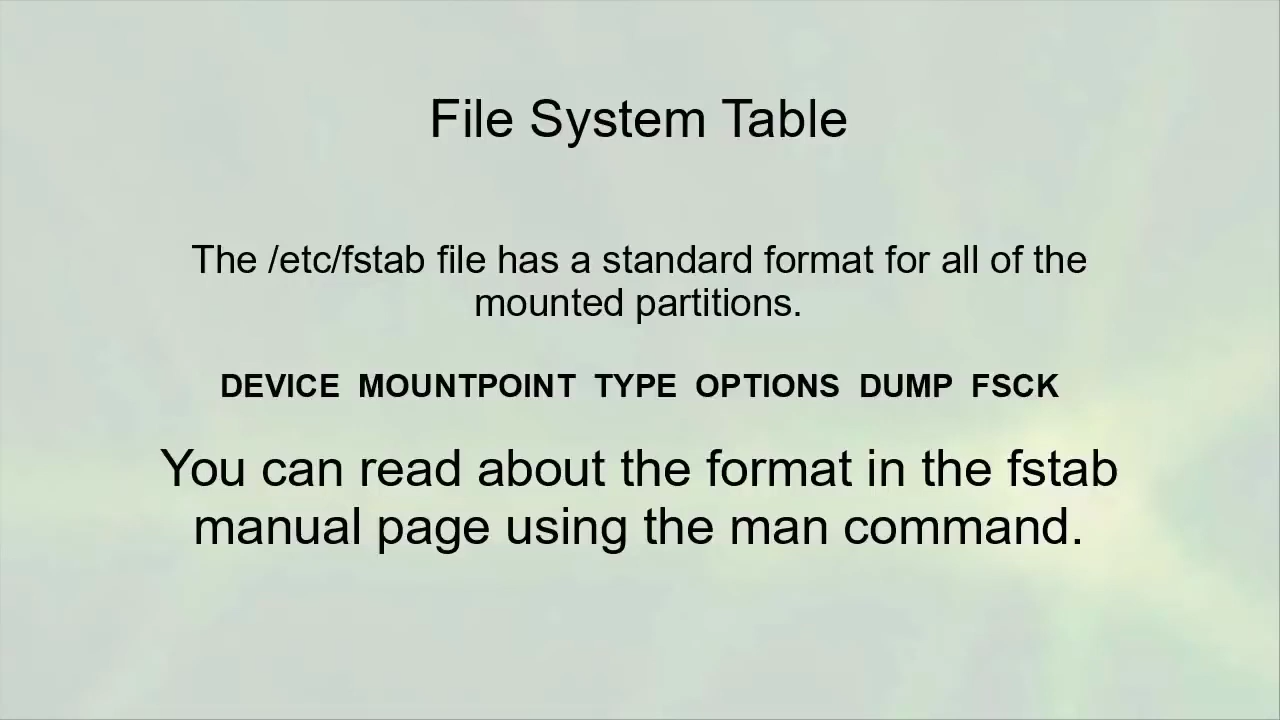 File System Table
The /etc/fstab file has a standard format for all of the
mounted partitions.
DEVICE MOUNTPOINT TYPE OPTIONS DUMP FSCK
You can read about the format in the fstab
manual page using the man command.